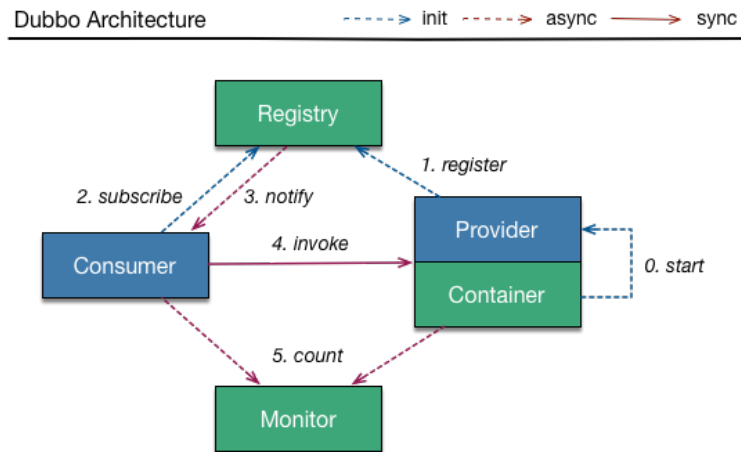 Dubbo Architecture
init
async
sync
Registry
1. register
2. subscribe
3. notify
Provider
4. invoke
Consumer
0. start
Container
5. count
Monitor